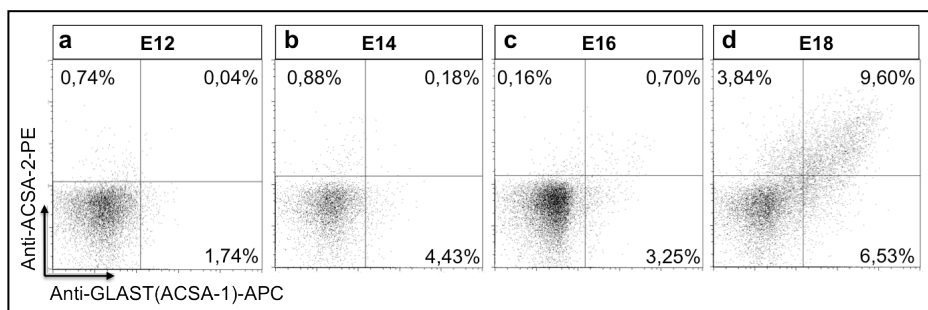 a E12
b E14
c E16
d E18
0,74% 0,04%
0,88% 0,18%
0,16% 0,70%
3,84% 9,60%
1,74%
4,43%
3,25%
6,53%
Anti-ACSA-2-PE
Anti-GLAST(ACSA-1)-APC